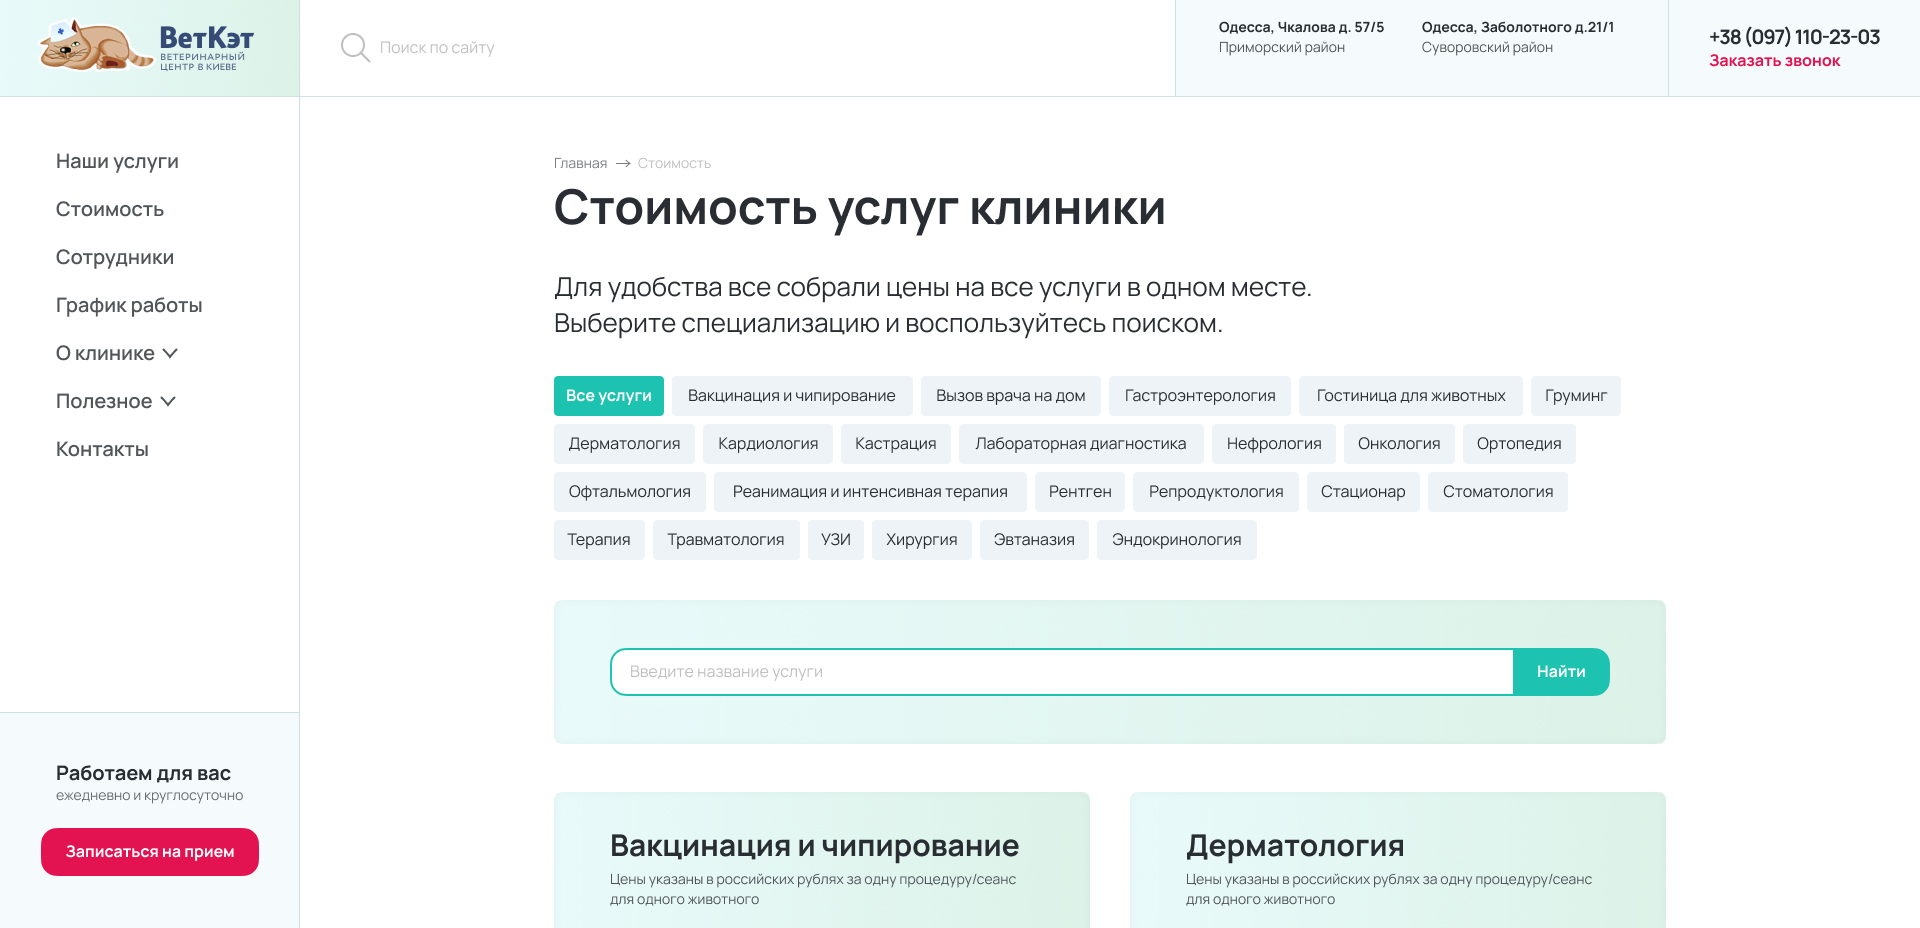 ВетКэт
ВЕТЕРИНАРНЫЙ
ЦЕНТР В КИЕВЕ
Поиск по сайту
Одесса, Чкалова д. 57/5
Приморский район
Одесса, Заболотного д.21/1
Суворовский район
+38 (097) 110-23-03
Заказать звонок
Наши услуги
Стоимость
Сотрудники
График работы
О клинике
Полезное
Контакты
Работаем для вас
ежедневно и круглосуточно
Записаться на прием
Главная → Стоимость
Стоимость услуг клиники
Для удобства все собрали цены на все услуги в одном месте.
Выберите специализацию и воспользуйтесь поиском.
Все услуги Вакцинация и чипирование Вызов врача на дом Гастроэнтерология Гостиница для животных Груминг
Дерматология Кардиология Кастрация Лабораторная диагностика Нефрология Онкология Ортопедия
Офтальмология Реанимация и интенсивная терапия Рентген Репродуктология Стационар Стоматология
Терапия Травматология УЗИ Хирургия Эвтаназия Эндокринология
Введите название услуги
Найти
Вакцинация и чипирование
Цены указаны в российских рублях за одну процедуру/сеанс
для одного животного
Дерматология
Цены указаны в российских рублях за одну процедуру/сеанс
для одного животного